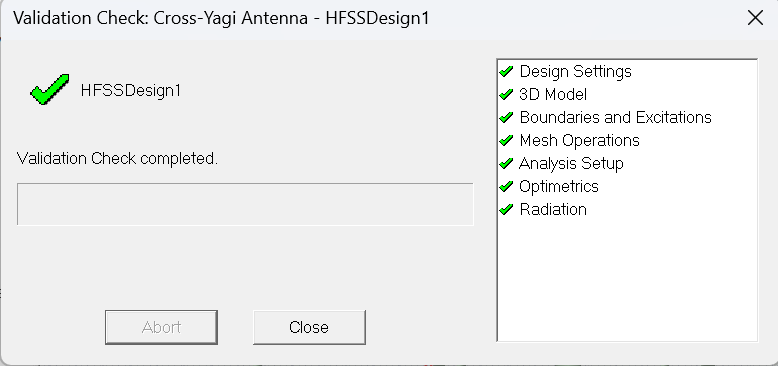 Validation Check: Cross-Yagi Antenna - HFSSDesign1
HFSSDesign1
Validation Check completed.
Abort
Close
Design Settings
3D Model
Boundaries and Excitations
Mesh Operations
Analysis Setup
Optimetrics
Radiation